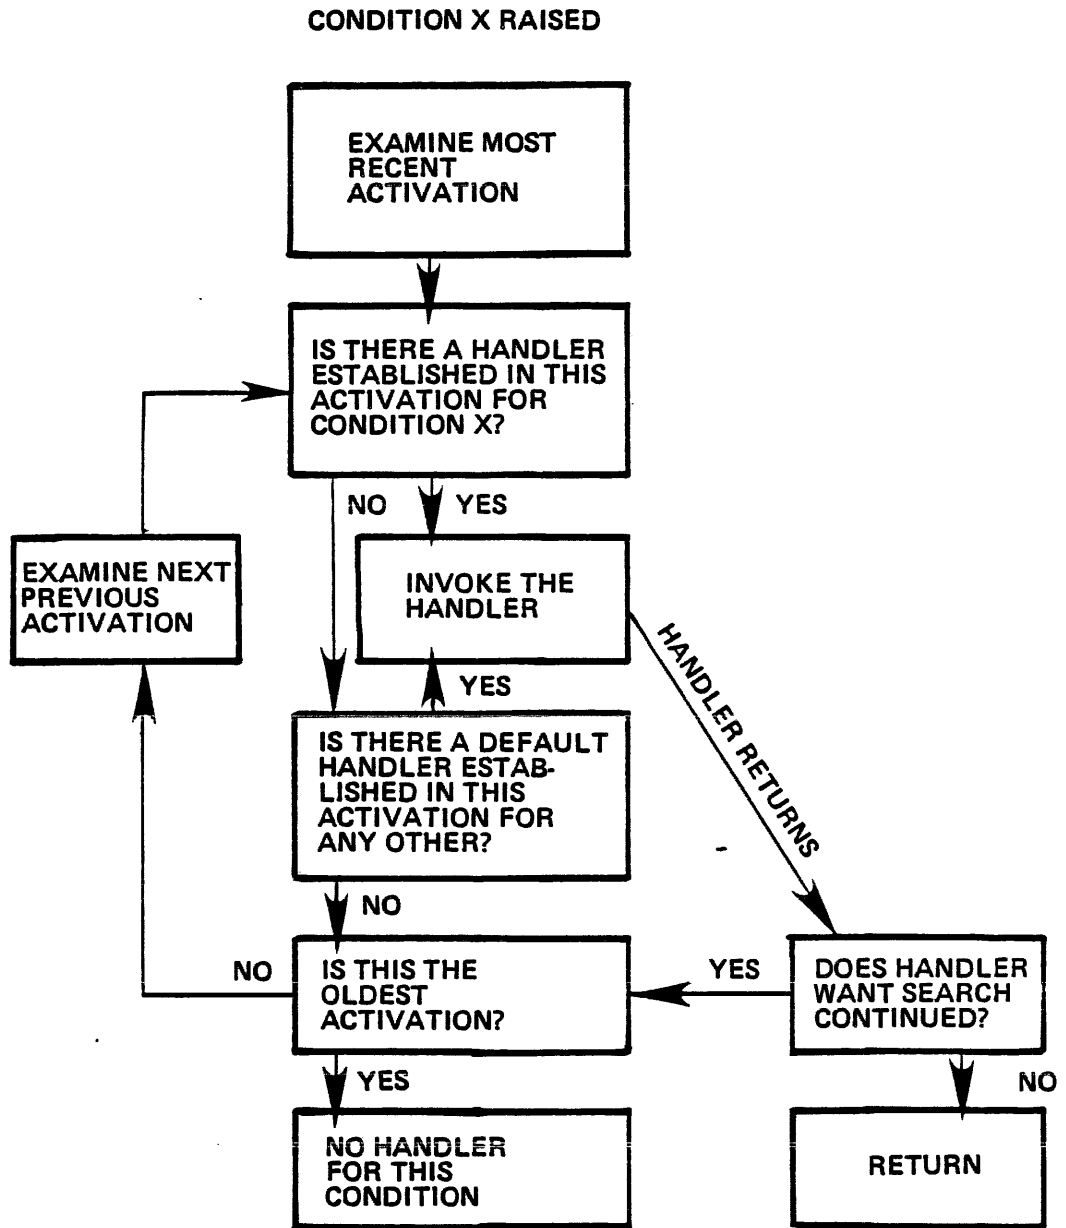 CONDITION X RAISED
EXAMINE MOST
RECENT
ACTIVATION
IS THERE A HANDLER
ESTABLISHED IN THIS
ACTIVATION FOR
CONDITION X?
NO
YES
EXAMINE NEXT
PREVIOUS
ACTIVATION
INVOKE THE
HANDLER
HANDLER RETURNS
YES
IS THERE A DEFAULT
HANDLER ESTAB-
LISHED IN THIS
ACTIVATION FOR
ANY OTHER?
NO
NO
IS THIS THE
OLDEST
ACTIVATION?
YES
DOES HANDLER
WANT SEARCH
CONTINUED?
YES
NO
NO HANDLER
FOR THIS
CONDITION
RETURN